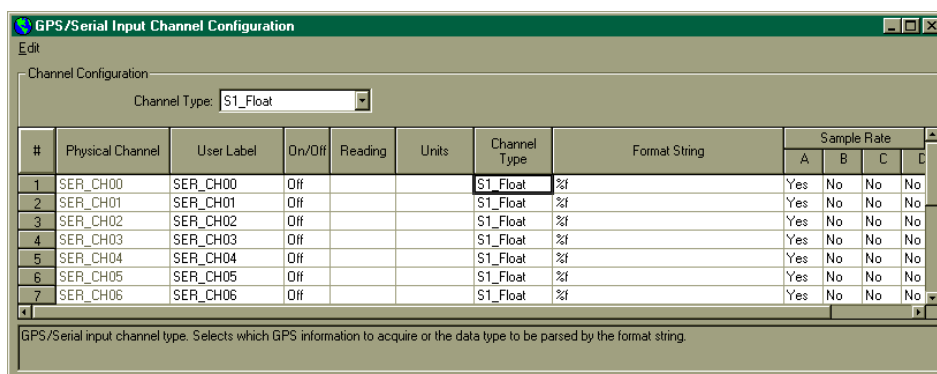 GPS/Serial Input Channel Configuration
Edit
Channel Configuration
Channel Type: S1_Float
# Physical Channel User Label On/Off Reading Units Channel Type Format String Sample Rate
A B C D
1 SER_CH00 SER_CH00 Off S1_Float %f Yes No No No
2 SER_CH01 SER_CH01 Off S1_Float %f Yes No No No
3 SER_CH02 SER_CH02 Off S1_Float %f Yes No No No
4 SER_CH03 SER_CH03 Off S1_Float %f Yes No No No
5 SER_CH04 SER_CH04 Off S1_Float %f Yes No No No
6 SER_CH05 SER_CH05 Off S1_Float %f Yes No No No
7 SER_CH06 SER_CH06 Off S1_Float %f Yes No No No
GPS/Serial input channel type. Selects which GPS information to acquire or the data type to be parsed by the format string.